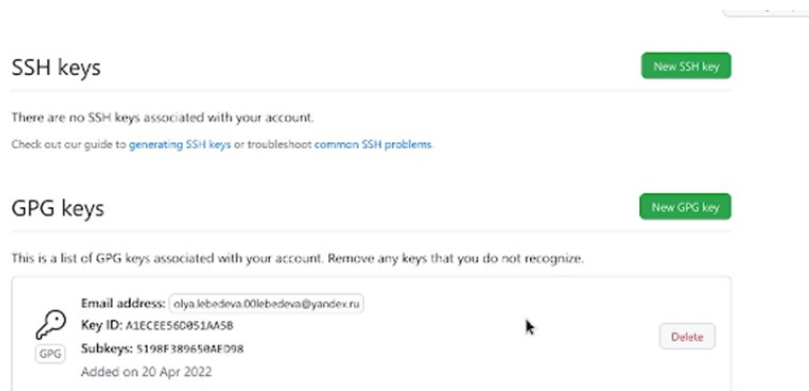 SSH keys
New SSH key
There are no SSH keys associated with your account.
Check out our guide to generating SSH keys or troubleshoot common SSH problems.
GPG keys
New GPG key
This is a list of GPG keys associated with your account. Remove any keys that you do not recognize.
Email address: olya.lebedeva.00lebedeva@yandex.ru
Key ID: A1ECEE56D051AA5B
GPG
Subkeys: 5198F389650AED98
Delete
Added on 20 Apr 2022